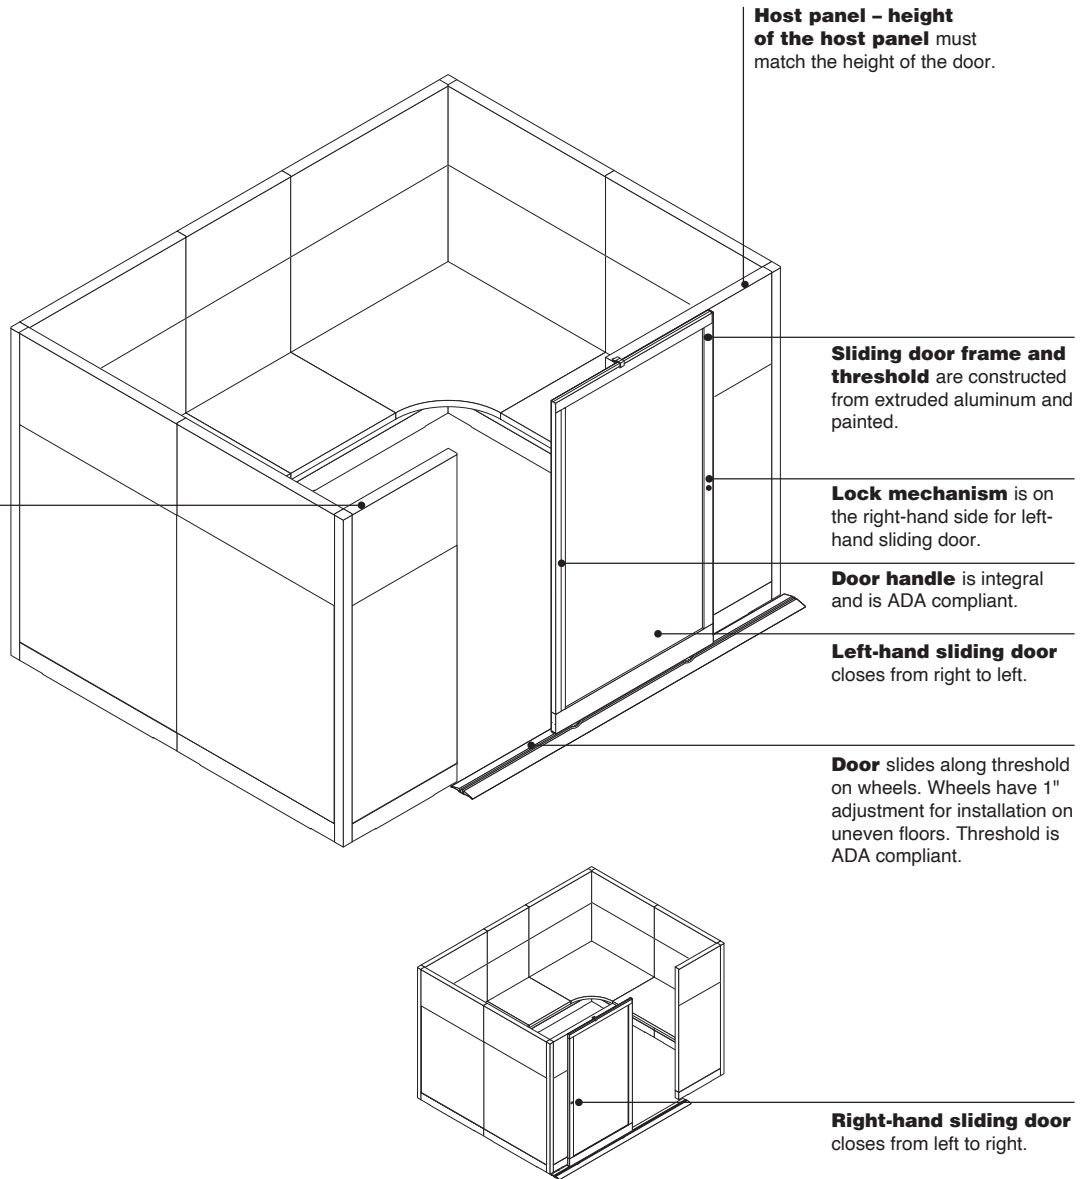 Host panel – height
of the host panel must
match the height of the door.
Sliding door frame and
threshold are constructed
from extruded aluminum and
painted.
Lock mechanism is on
the right-hand side for left-
hand sliding door.
Door handle is integral
and is ADA compliant.
Left-hand sliding door
closes from right to left.
Door slides along threshold
on wheels. Wheels have 1"
adjustment for installation on
uneven floors. Threshold is
ADA compliant.
Right-hand sliding door
closes from left to right.